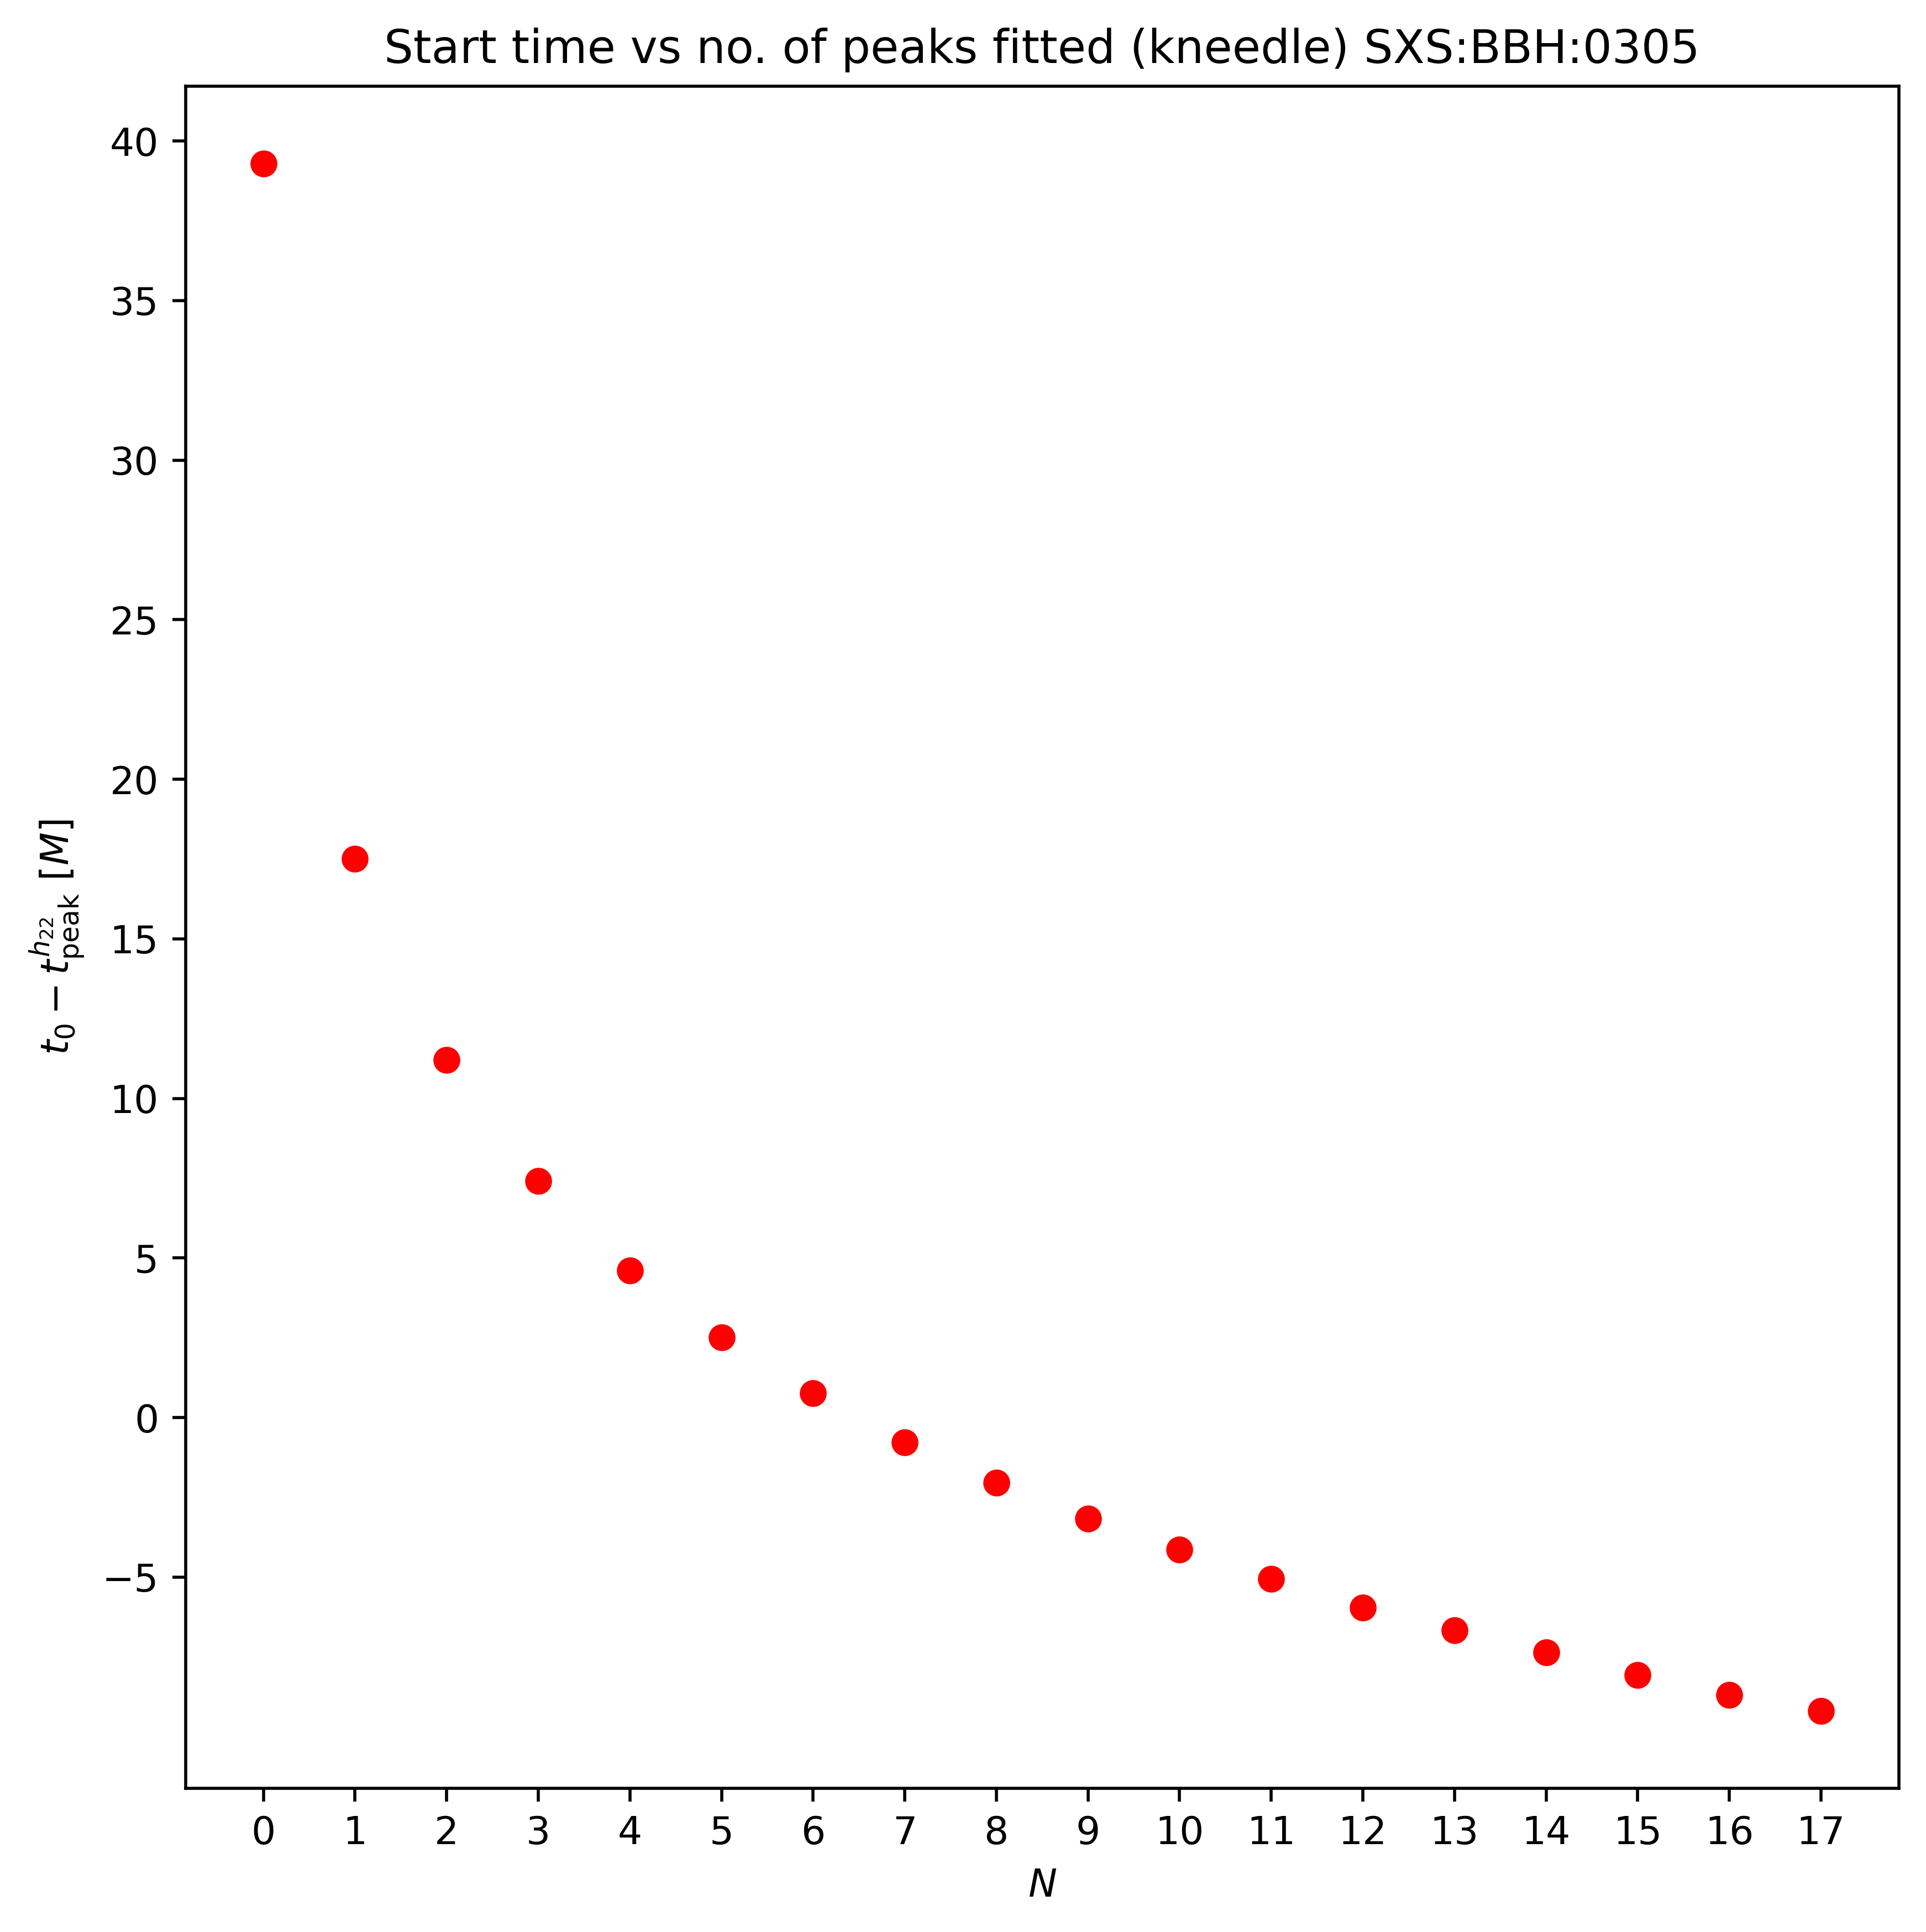 Start time vs no. of peaks fitted (kneedle) SXS:BBH:0305
40
35
30
25
20
15
10
5
0
−5
t₀ − t_peak^{h₂₂} [M]
0 1 2 3 4 5 6 7 8 9 10 11 12 13 14 15 16 17
N